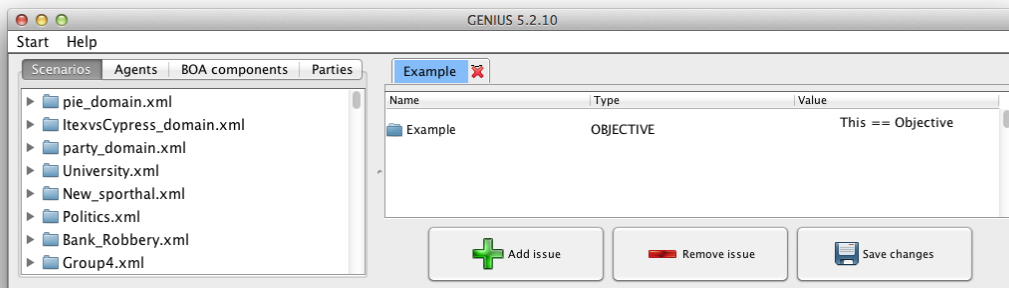 GENIUS 5.2.10
Start Help
Scenarios Agents BOA components Parties
pie_domain.xml
ItexvsCypress_domain.xml
party_domain.xml
University.xml
New_sporthal.xml
Politics.xml
Bank_Robbery.xml
Group4.xml
Example
Name Type Value
Example OBJECTIVE This == Objective
Add issue Remove issue Save changes